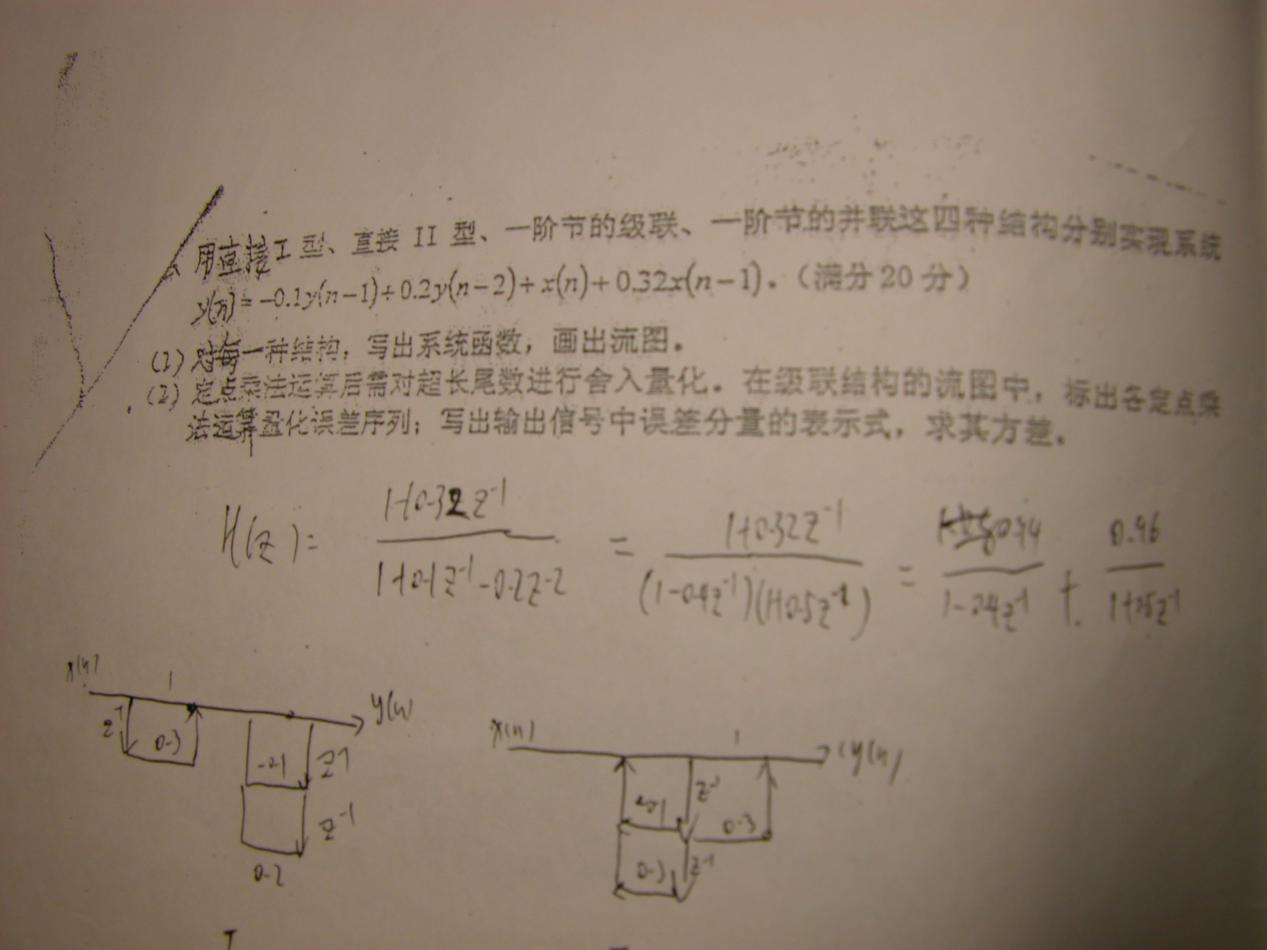 用直接 I 型、直接 II 型、一阶节的级联、一阶节的并联这四种结构分别实现系统
y(n) = -0.1y(n-1)+0.2y(n-2)+x(n)+0.32x(n-1)。(满分20分)
(1) 对每一种结构,写出系统函数,画出流图。
(2) 定点乘法运算后需对超长尾数进行舍入量化。在级联结构的流图中,标出各定点乘
法运算量化误差序列;写出输出信号中误差分量的表示式,求其方差。
H(z)= (1+0.32z⁻¹)/(1+0.1z⁻¹-0.2z⁻²) = (1+0.32z⁻¹)/((1-0.4z⁻¹)(1+0.5z⁻¹)) = /(1-0.4z⁻¹) + /(1+0.5z⁻¹)
x(n) 1 y(n
z⁻¹ 0.3 -0.1 z⁻¹
z⁻¹
0.2
x(n) 1 y(n)
z⁻¹ 0.3
0.3 z⁻¹
I